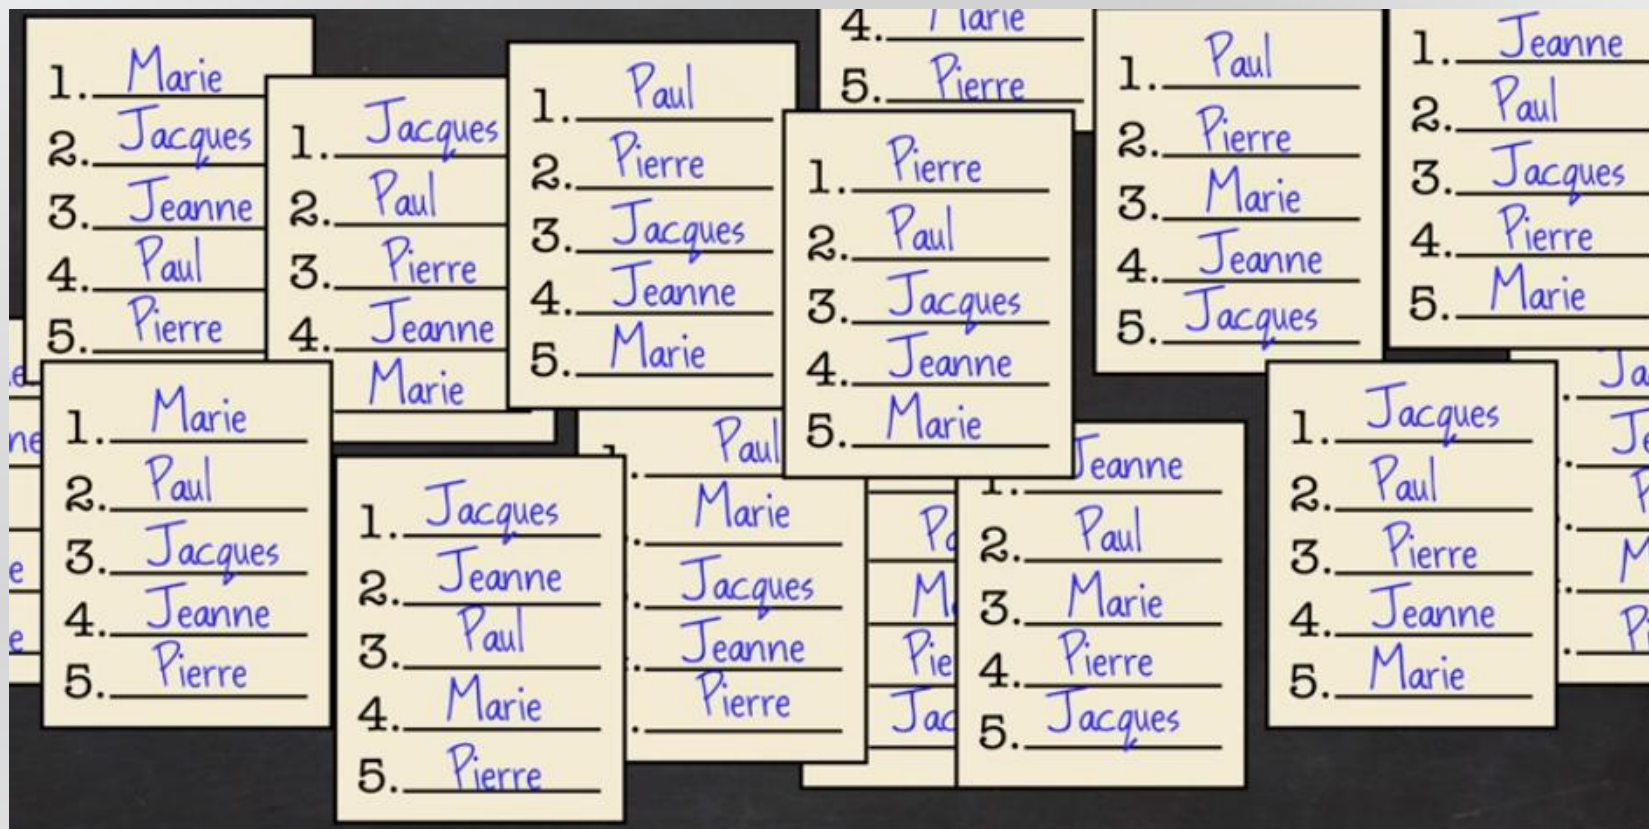 1. Marie
2. Jacques
3. Jeanne
4. Paul
5. Pierre
1. Jacques
2. Paul
3. Pierre
4. Jeanne
Marie
1. Paul
2. Pierre
3. Jacques
4. Jeanne
5. Marie
4. Marie
5. Pierre
1. Pierre
2. Paul
3. Jacques
4. Jeanne
5. Marie
1. Paul
2. Pierre
3. Marie
4. Jeanne
5. Jacques
1. Jeanne
2. Paul
3. Jacques
4. Pierre
5. Marie
1. Marie
2. Paul
3. Jacques
4. Jeanne
5. Pierre
1. Jacques
2. Jeanne
3. Paul
4. Marie
5. Pierre
Paul
Marie
Jacques
Jeanne
Pierre
1. Jeanne
2. Paul
3. Marie
4. Pierre
5. Jacques
1. Jacques
2. Paul
3. Pierre
4. Jeanne
5. Marie